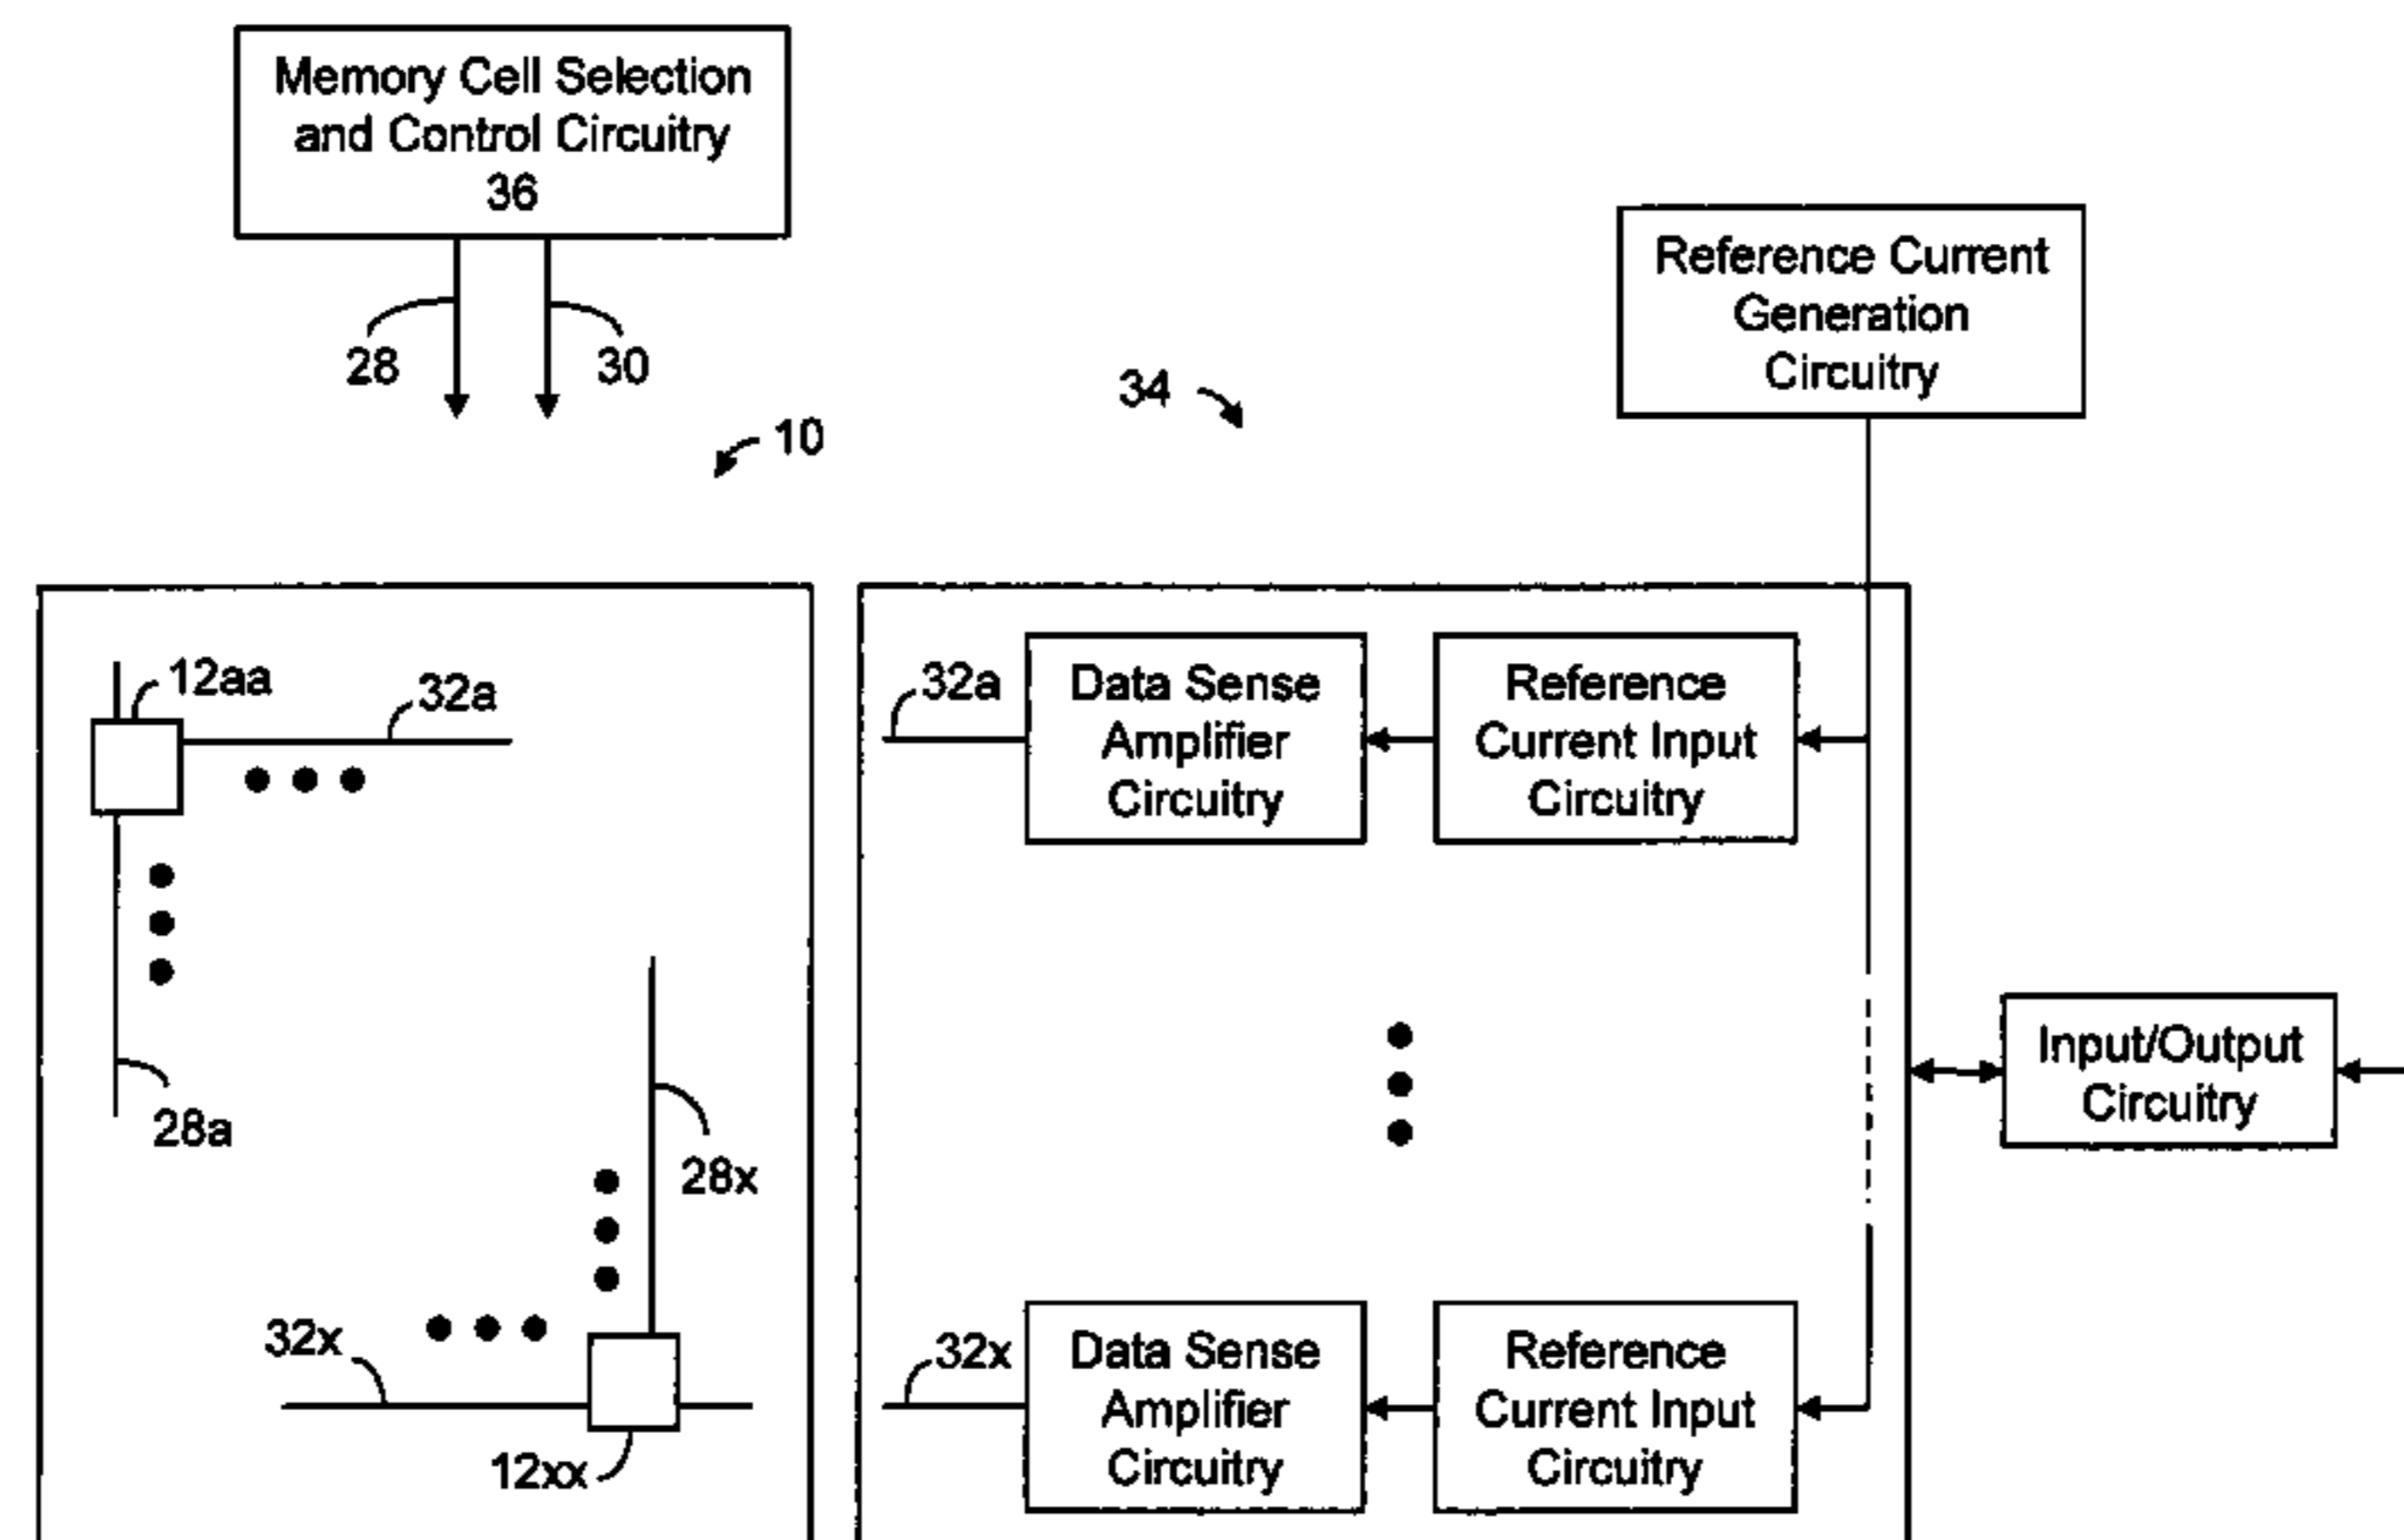 Memory Cell Selection
and Control Circuitry
36
28
30
10
34
Reference Current
Generation
Circuitry
12aa
32a
28a
28x
32x
12xx
32a
Data Sense
Amplifier
Circuitry
Reference
Current Input
Circuitry
Input/Output
Circuitry
32x
Data Sense
Amplifier
Circuitry
Reference
Current Input
Circuitry